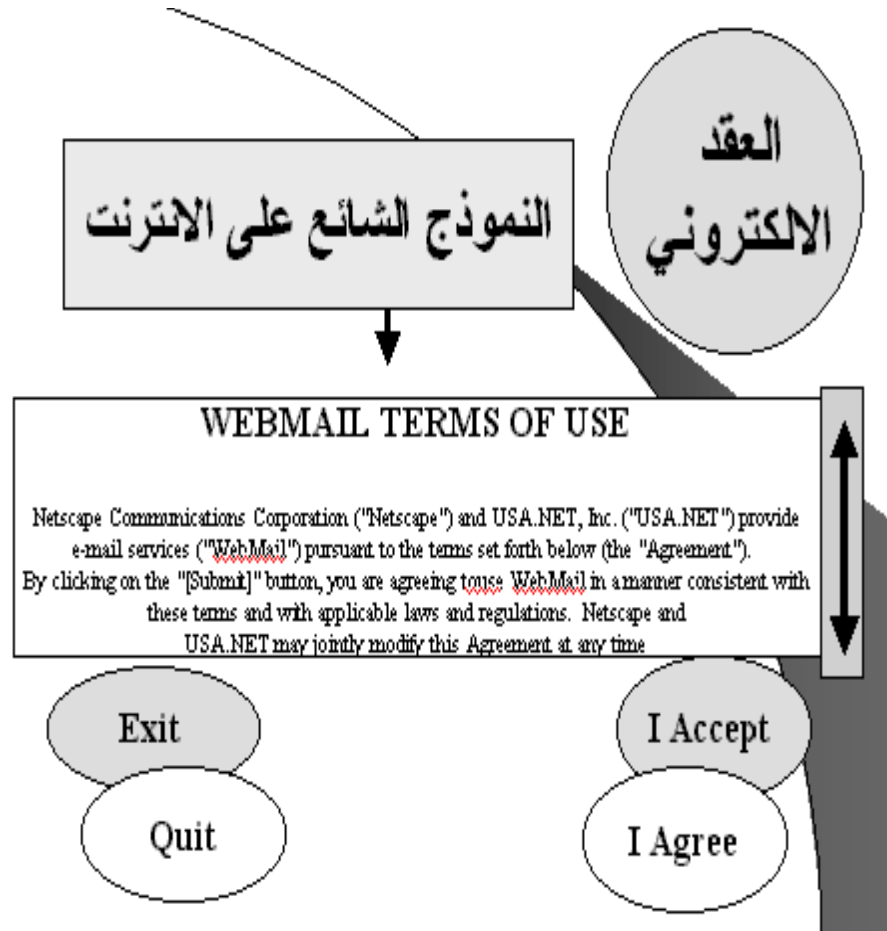 العقد
الالكتروني
النموذج الشائع على الانترنت
WEBMAIL TERMS OF USE
Netscape Communications Corporation ("Netscape") and USA.NET, Inc. ("USA.NET") provide
e-mail services ("WebMail") pursuant to the terms set forth below (the "Agreement").
By clicking on the "[Submit]" button, you are agreeing touse WebMail in a manner consistent with
these terms and with applicable laws and regulations. Netscape and
USA.NET may jointly modify this Agreement at any time
Exit
I Accept
Quit
I Agree